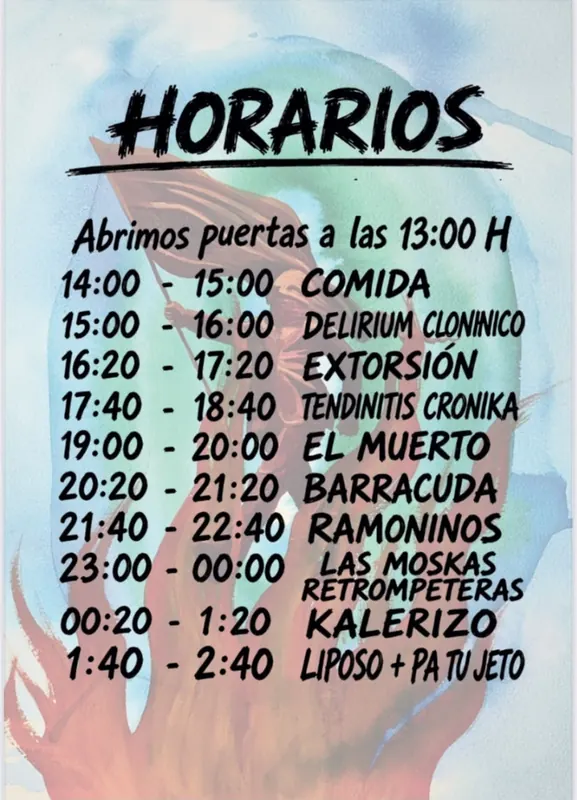 HORARIOS
Abrimos puertas a las 13:00 H
14:00 - 15:00 COMIDA
15:00 - 16:00 DELIRIUM CLONINICO
16:20 - 17:20 EXTORSIÓN
17:40 - 18:40 TENDINITIS CRONIKA
19:00 - 20:00 EL MUERTO
20:20 - 21:20 BARRACUDA
21:40 - 22:40 RAMONINOS
23:00 - 00:00 LAS MOSKAS
RETROMPETERAS
00:20 - 1:20 KALERIZO
1:40 - 2:40 LIPOSO + PA TU JETO